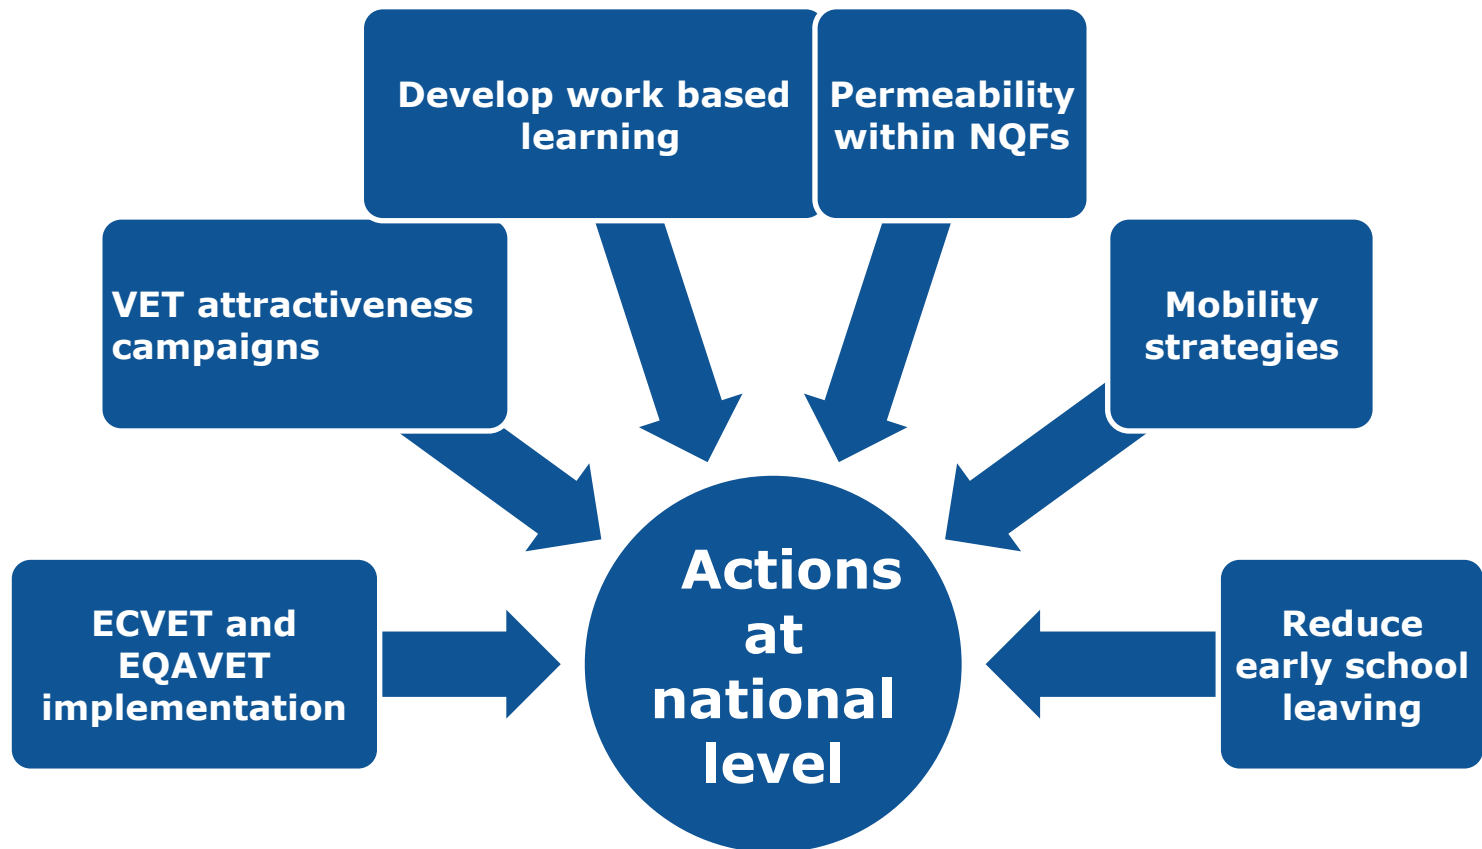 Develop work based
learning
Permeability
within NQFs
VET attractiveness
campaigns
Mobility
strategies
ECVET and
EQAVET
implementation
Actions
at
national
level
Reduce
early school
leaving